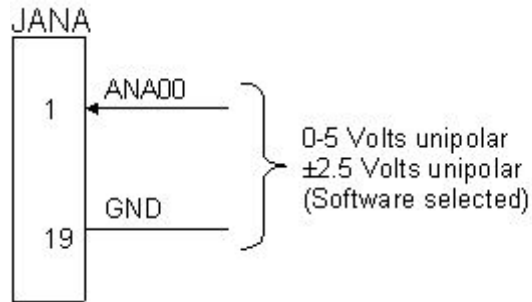 JANA
1
ANA00
0-5 Volts unipolar
±2.5 Volts unipolar
(Software selected)
GND
19